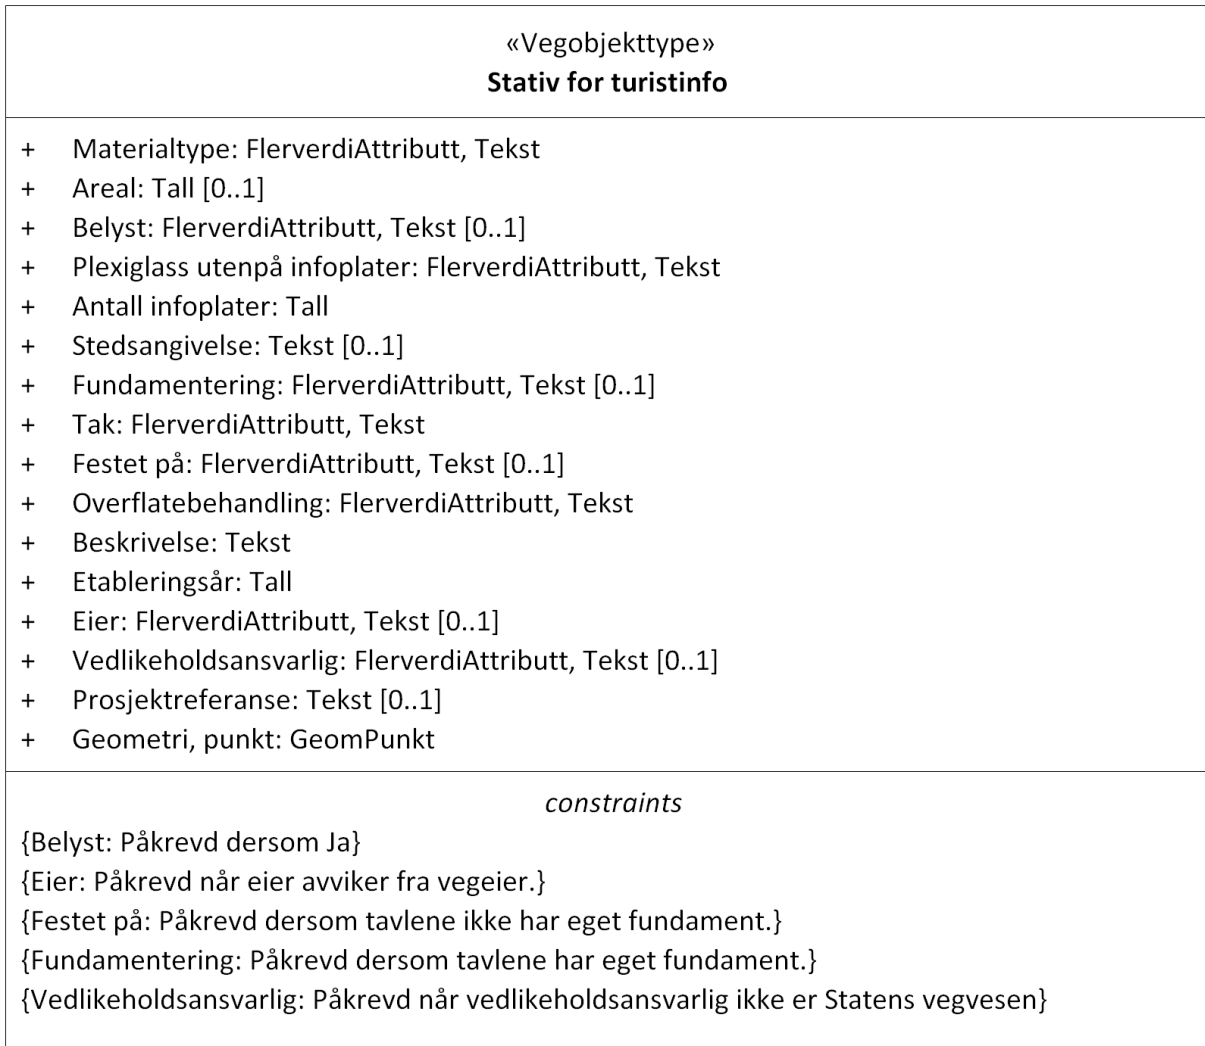 «Vegobjekttype»
Stativ for turistinfo
+ Materialtype: FlerverdiAttributt, Tekst
+ Areal: Tall [0..1]
+ Belyst: FlerverdiAttributt, Tekst [0..1]
+ Plexiglass utenpå infoplater: FlerverdiAttributt, Tekst
+ Antall infoplater: Tall
+ Stedsangivelse: Tekst [0..1]
+ Fundamentering: FlerverdiAttributt, Tekst [0..1]
+ Tak: FlerverdiAttributt, Tekst
+ Festet på: FlerverdiAttributt, Tekst [0..1]
+ Overflatebehandling: FlerverdiAttributt, Tekst
+ Beskrivelse: Tekst
+ Etableringsår: Tall
+ Eier: FlerverdiAttributt, Tekst [0..1]
+ Vedlikeholdsansvarlig: FlerverdiAttributt, Tekst [0..1]
+ Prosjektreferanse: Tekst [0..1]
+ Geometri, punkt: GeomPunkt
constraints
{Belyst: Påkrevd dersom Ja}
{Eier: Påkrevd når eier avviker fra vegeier.}
{Festet på: Påkrevd dersom tavlene ikke har eget fundament.}
{Fundamentering: Påkrevd dersom tavlene har eget fundament.}
{Vedlikeholdsansvarlig: Påkrevd når vedlikeholdsansvarlig ikke er Statens vegvesen}